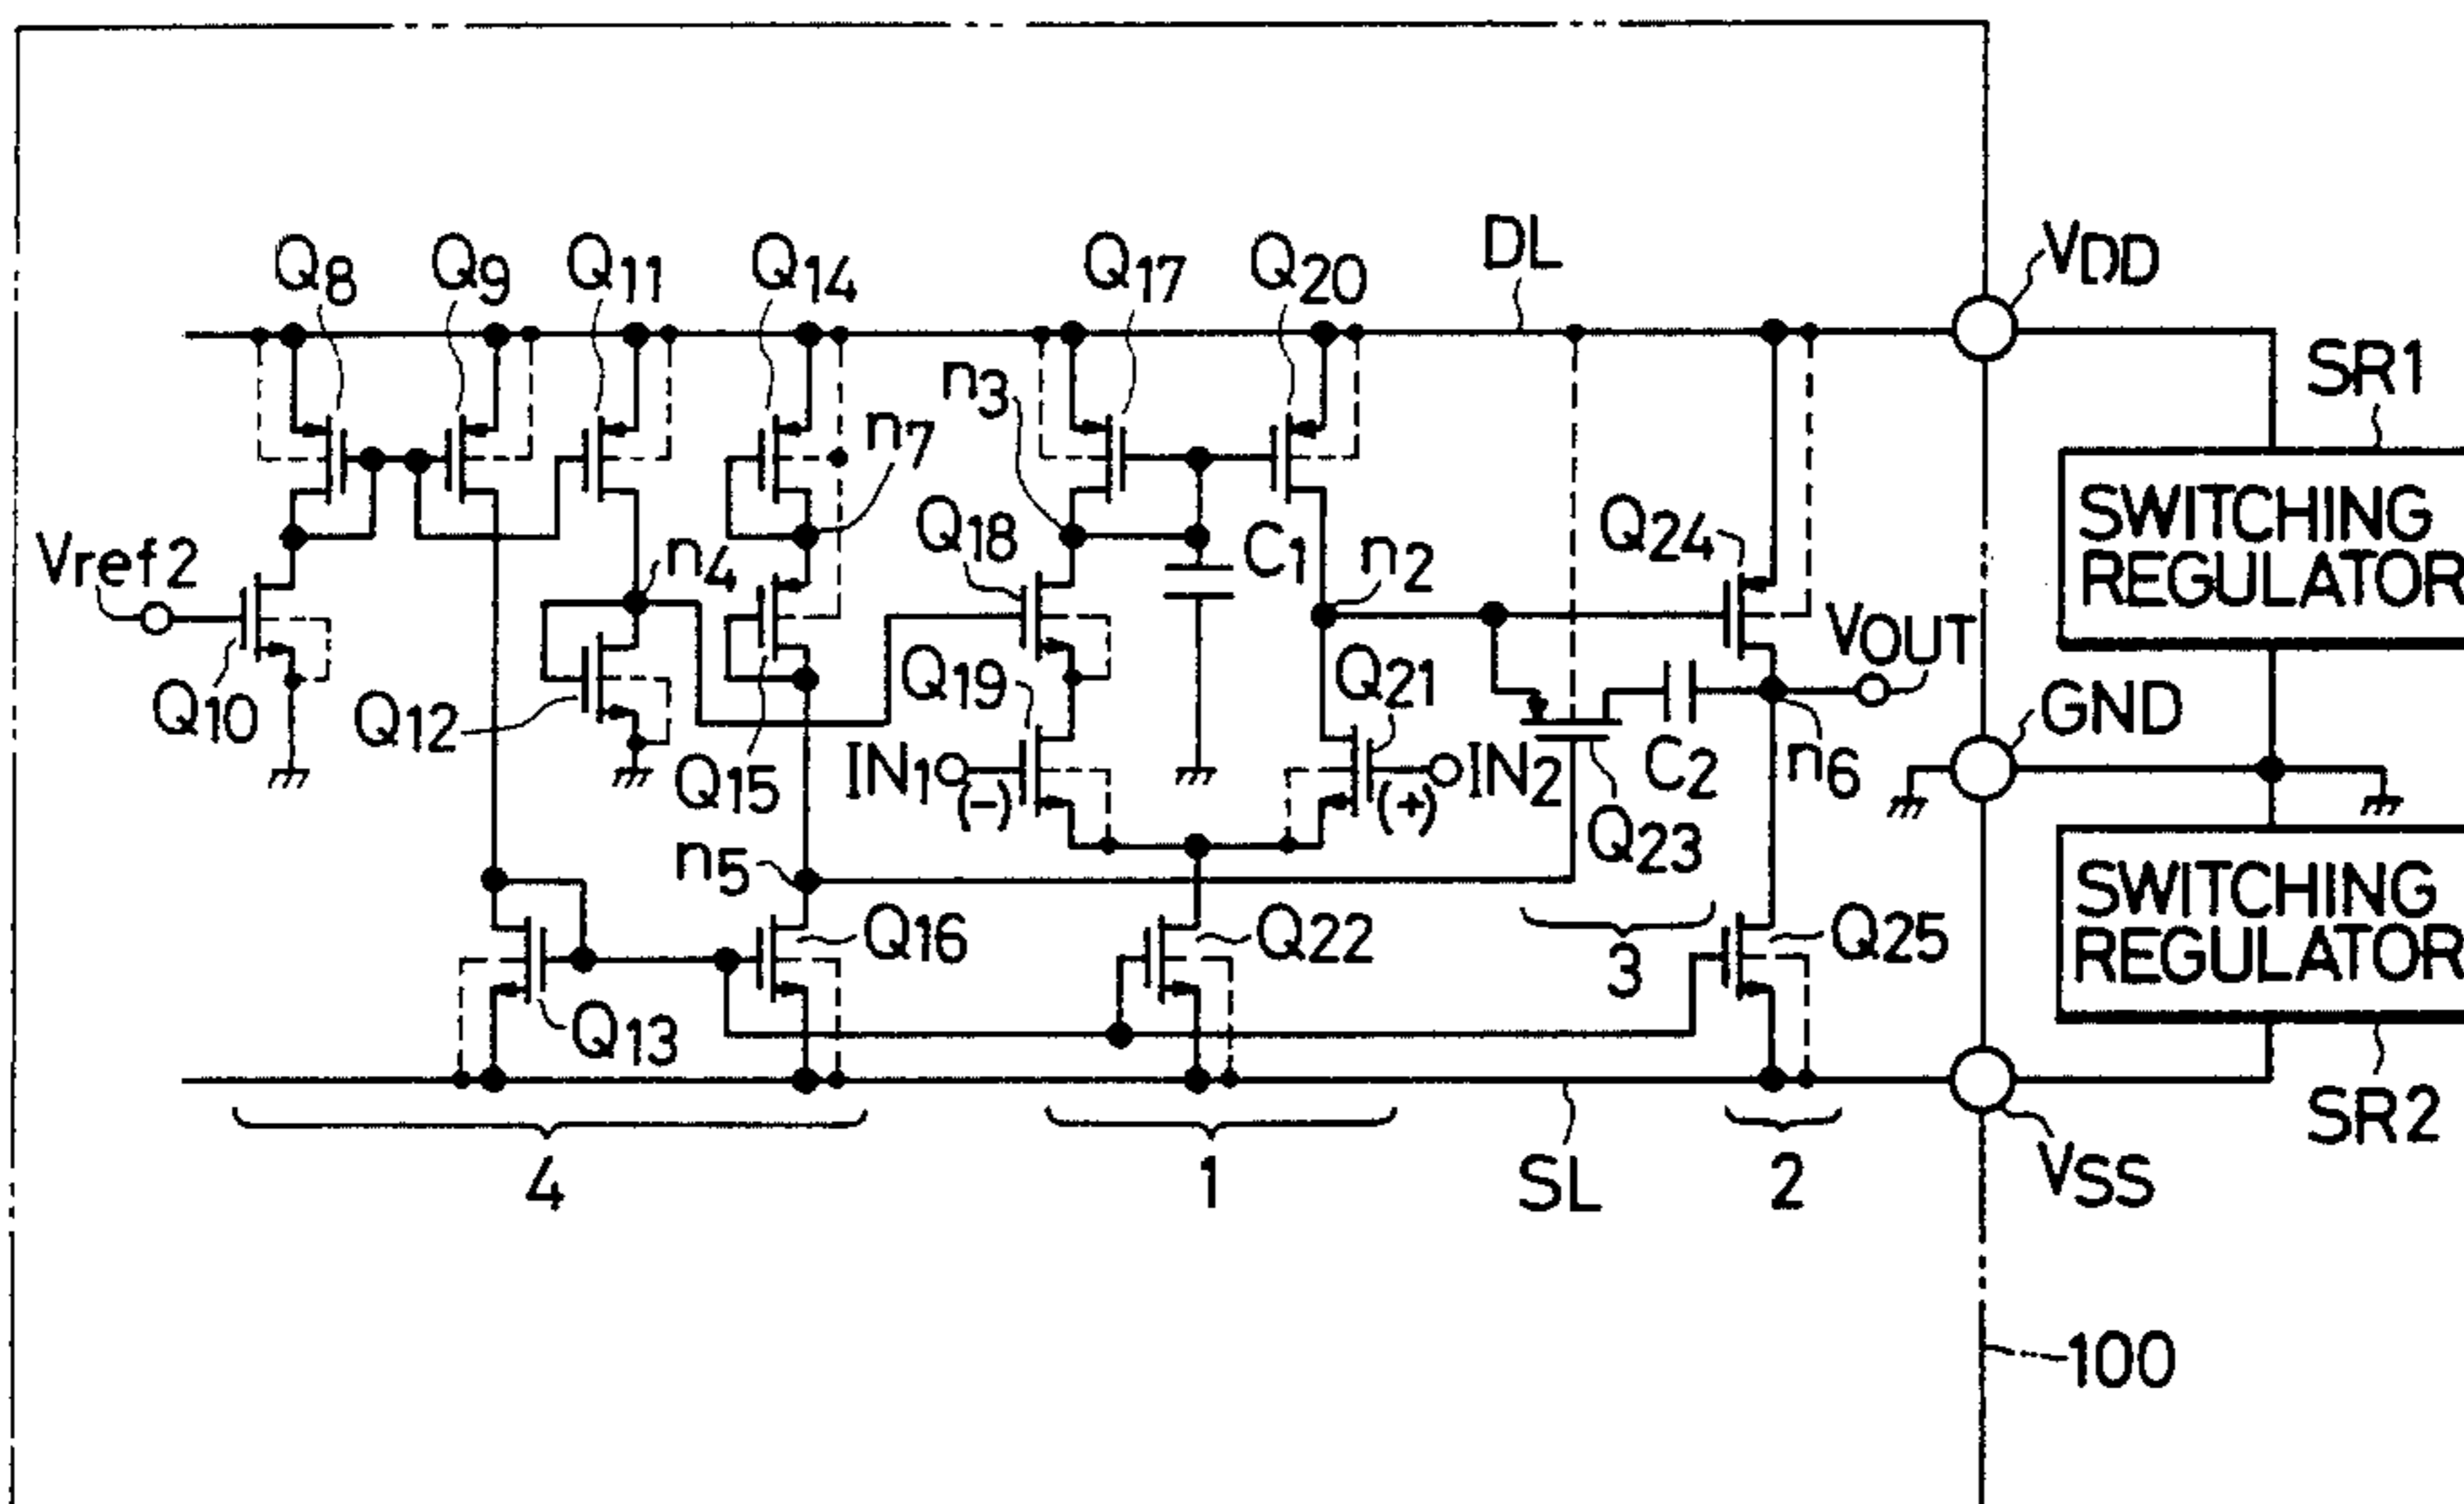 Q8 Q9 Q11 Q14 Q17 Q20 DL VDD
n3 n7 SR1
SWITCHING
REGULATOR
Q18 C1 n2 Q24
Vref2 n4 VOUT
Q10 Q12 Q15 Q19 Q21 GND
IN1 (-) (+) IN2 C2 n6
n5 Q23
SWITCHING
REGULATOR
Q16 Q22 3 Q25
Q13
4 1 SL 2 VSS SR2
100